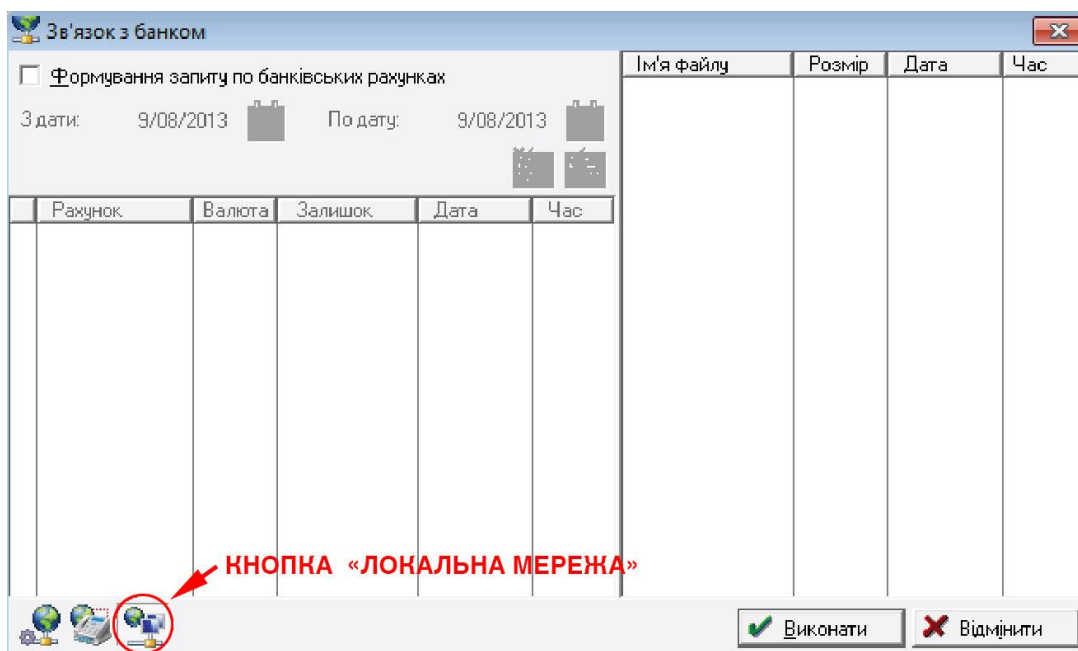 Зв'язок з банком
Формування запиту по банківських рахунках
З дати: 9/08/2013 По дату: 9/08/2013
Рахунок Валюта Залишок Дата Час
Ім'я файлу Розмір Дата Час
КНОПКА «ЛОКАЛЬНА МЕРЕЖА»
Виконати Відмінити